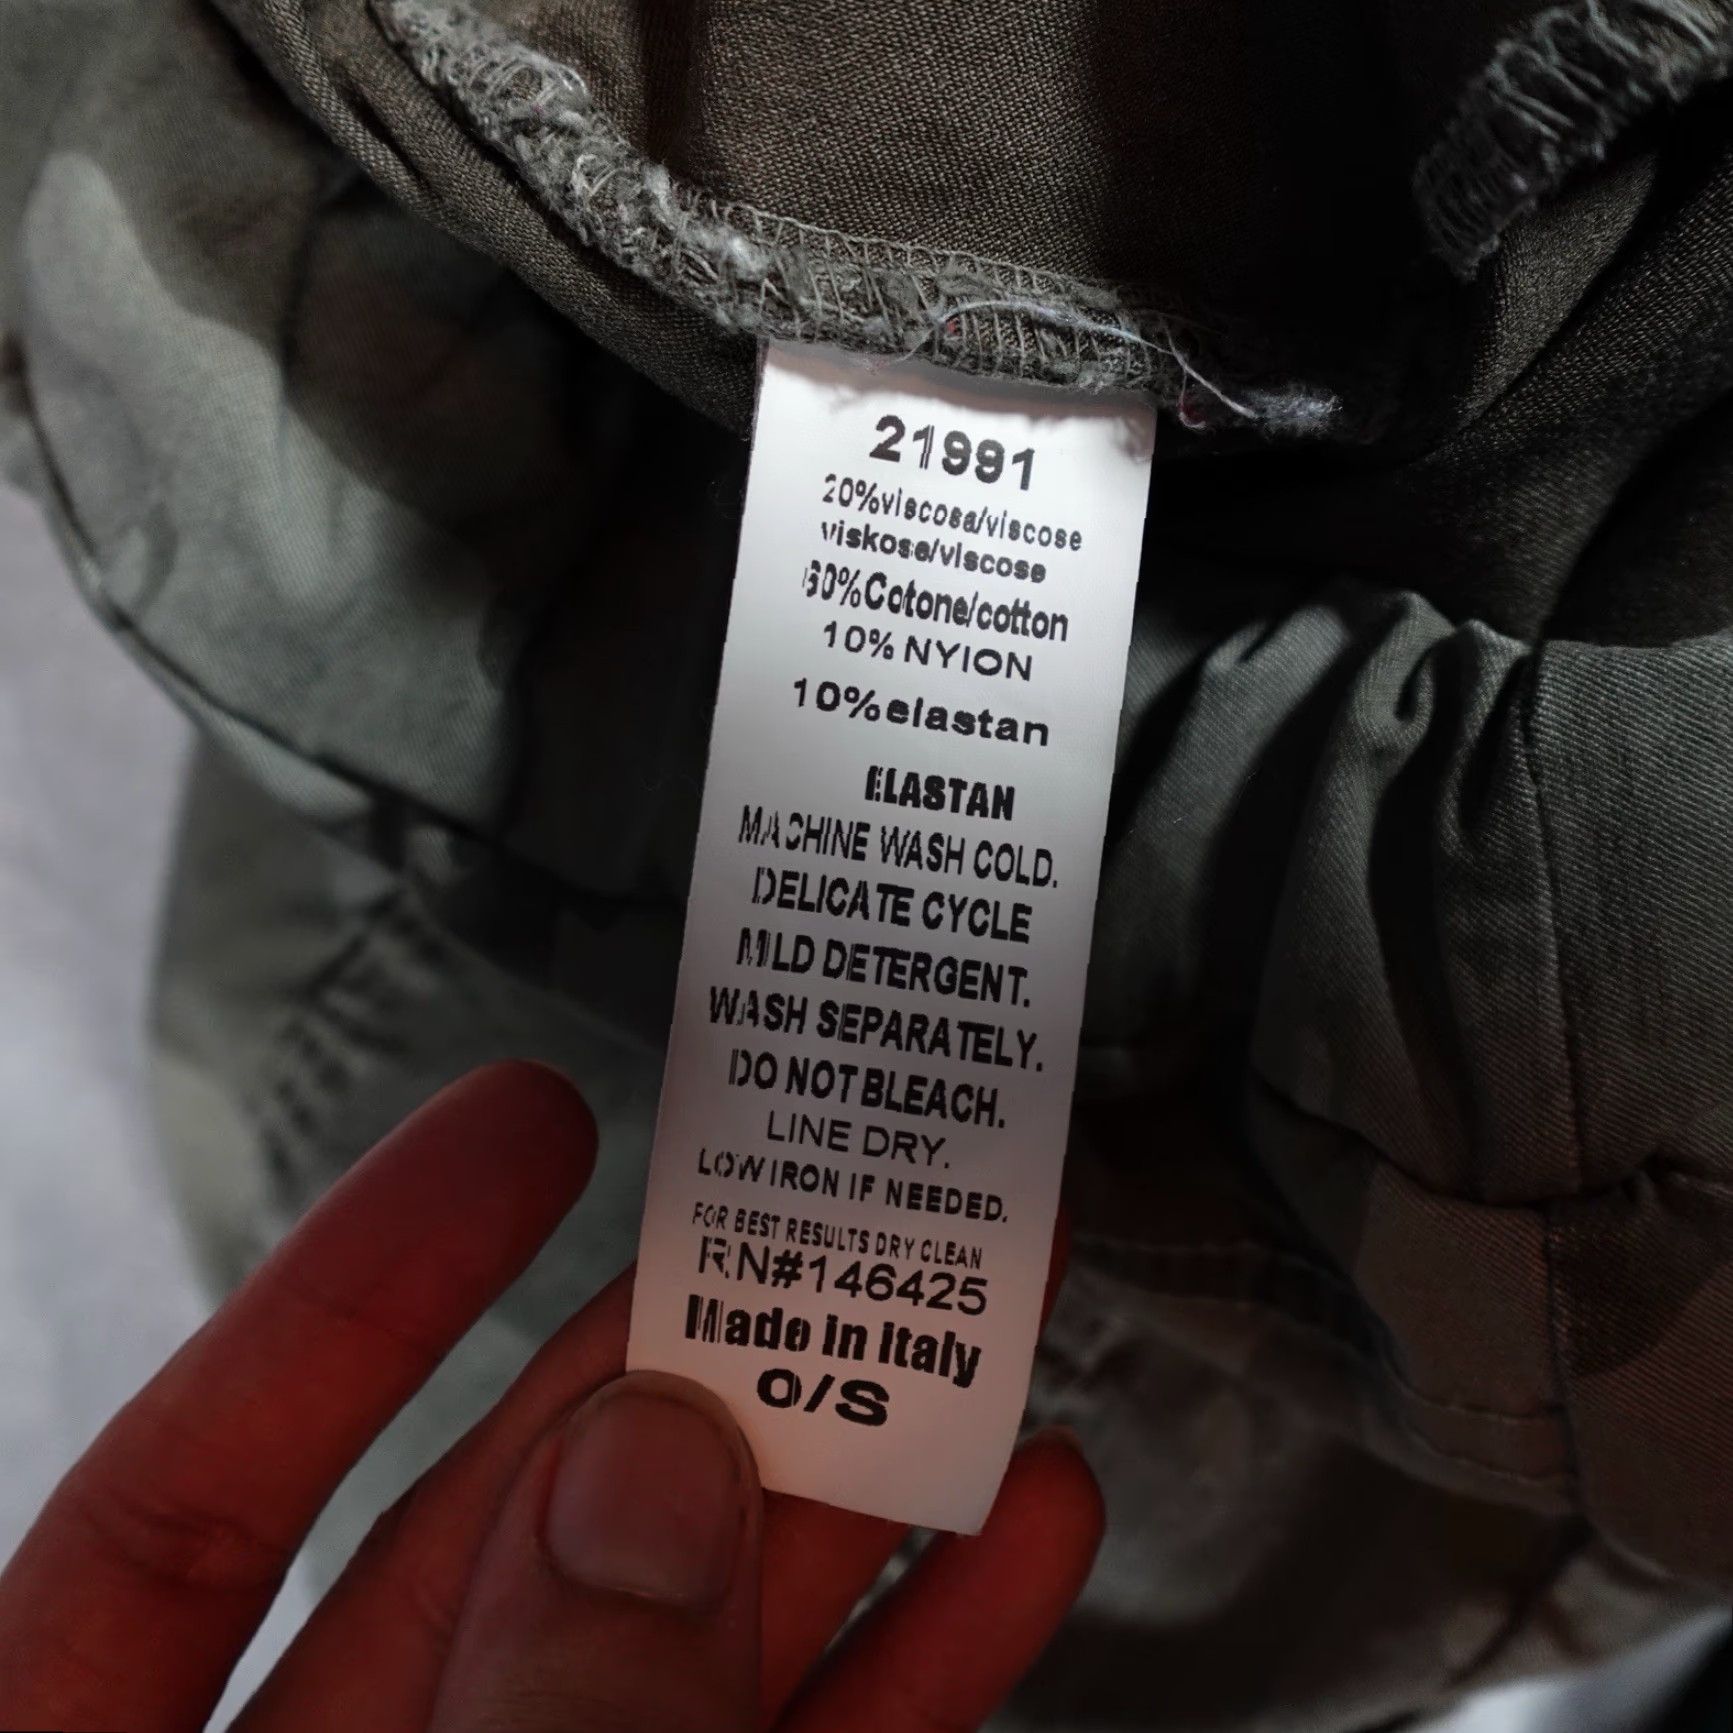 21991
20%viscosa/viscose
viskose/viscose
60%Cotone/cotton
10% NYION
10%elastan
ELASTAN
MACHINE WASH COLD.
DELICATE CYCLE
MILD DETERGENT.
WASH SEPARATELY.
DO NOT BLEACH.
LINE DRY.
LOW IRON IF NEEDED.
FOR BEST RESULTS DRY CLEAN
RN#146425
Made in italy
O/S